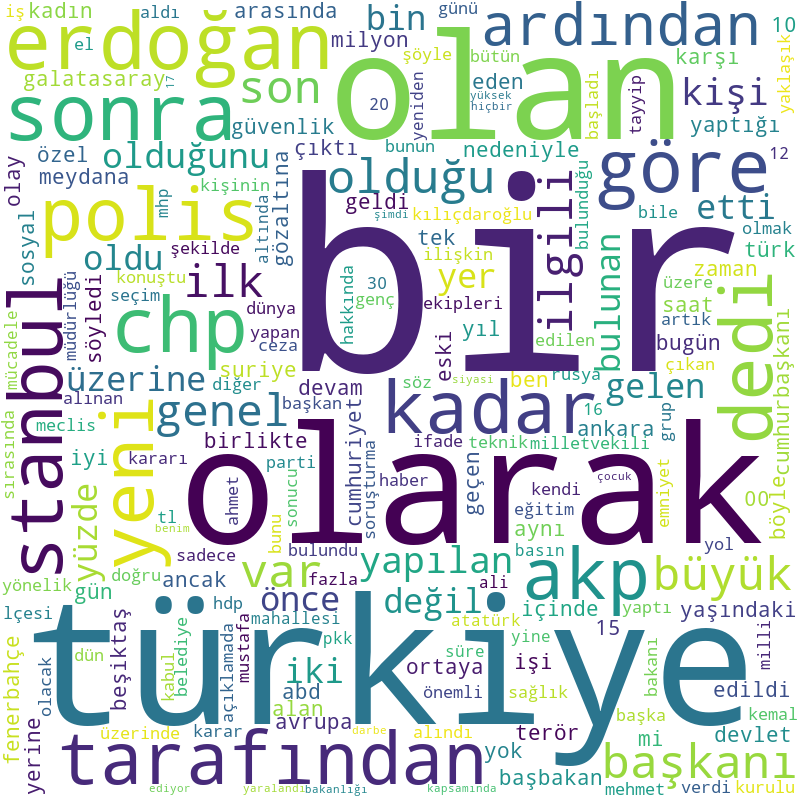 iş
kadın
aldı
arasında
bin
günü
ardından
10
erdoğan
el
milyon
olan
şöyle
bütün
karşı
yaklaşık
galatasaray
17
son
eden
yüksek
hiçbir
başladı
tayyip
kişi
sonra
güvenlik
20
yeniden
yaptığı
özel
olduğunu
çıktı
bunun
nedeniyle
12
olay
meydana
kişinin
gözaltına
olduğu
göre
polis
mhp
altında
geldi
şimdi
kılıçdaroğlu
bulunduğu
bile
etti
olmak
sosyal
oldu
şekilde
bir
tek
ilişkin
ilgili
bulunan
türk
müdürlüğü
söyledi
konuştu
ilk
hakkında
30
yer
zaman
stanbul
seçim
dünya
genç
ekipleri
üzere
saat
dedi
mücadele
chp
yapan
yıl
edilen
artık
suriye
ceza
eski
rusya
bugün
çıkan
üzerine
diğer
devam
söz
siyasi
ben
gelen
alınan
yeni
genel
başkan
kadar
16
ankara
grup
böyle
cumhurbaşkanı
meclis
birlikte
cumhuriyet
ifade
teknik
milletvekili
sırasında
iyi
kararı
parti
soruşturma
haber
geçen
kendi
çocuk
emniyet
00
yüzde
tl
ahmet
sonucu
olarak
eğitim
aynı
benim
sadece
bunu
bulundu
basın
yol
yönelik
doğru
ancak
var
fazla
yapılan
ali
akp
büyük
lçesi
gün
hdp
önce
değil
içinde
yaptı
yaşındaki
mahallesi
atatürk
15
fenerbahçe
dün
beşiktaş
kabul
belediye
açıklamada
mustafa
türkiye
pkk
yine
bakanı
milli
iki
ortaya
süre
işi
olacak
abd
önemli
sağlık
edildi
alan
başka
kemal
yerine
üzerinde
karar
avrupa
darbe
alındı
terör
mi
devlet
tarafından
yok
başbakan
başkanı
ediyor
yaralandı
bakanlığı
kapsamında
mehmet
verdi
kurulu